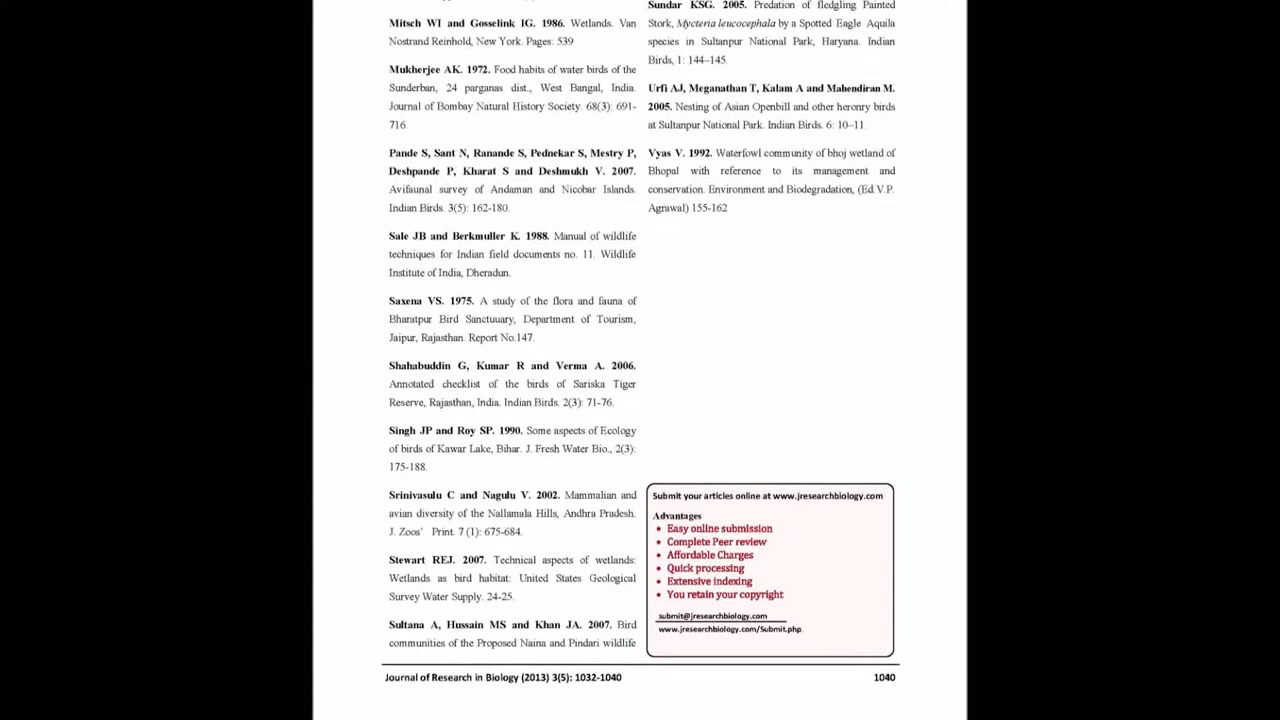 Mitsch WI and Gosselink IG. 1986. Wetlands. Van
Nostrand Reinhold, New York. Pages: 539
Mukherjee AK. 1972. Food habits of water birds of the
Sunderban, 24 parganas dist., West Bangal, India.
Journal of Bombay Natural History Society. 68(3): 691-
716.
Pande S, Sant N, Ranande S, Pednekar S, Mestry P,
Deshpande P, Kharat S and Deshmukh V. 2007.
Avifaunal survey of Andaman and Nicobar Islands.
Indian Birds. 3(5): 162-180.
Sale JB and Berkmuller K. 1988. Manual of wildlife
techniques for Indian field documents no. 11. Wildlife
Institute of India, Dheradun.
Saxena VS. 1975. A study of the flora and fauna of
Bharatpur Bird Sanctuuary, Department of Tourism,
Jaipur, Rajasthan. Report No.147.
Shahabuddin G, Kumar R and Verma A. 2006.
Annotated checklist of the birds of Sariska Tiger
Reserve, Rajasthan, India. Indian Birds. 2(3): 71-76.
Singh JP and Roy SP. 1990. Some aspects of Ecology
of birds of Kawar Lake, Bihar. J. Fresh Water Bio., 2(3):
175-188.
Srinivasulu C and Nagulu V. 2002. Mammalian and
avian diversity of the Nallamala Hills, Andhra Pradesh.
J. Zoos' Print. 7 (1): 675-684.
Stewart REJ. 2007. Technical aspects of wetlands:
Wetlands as bird habitat: United States Geological
Survey Water Supply. 24-25.
Sultana A, Hussain MS and Khan JA. 2007. Bird
communities of the Proposed Naina and Pindari wildlife
Sundar KSG. 2005. Predation of fledgling Painted
Stork, Mycteria leucocephala by a Spotted Eagle Aquila
species in Sultanpur National Park, Haryana. Indian
Birds, 1: 144–145.
Urfi AJ, Meganathan T, Kalam A and Mahendiran M.
2005. Nesting of Asian Openbill and other heronry birds
at Sultanpur National Park. Indian Birds. 6: 10–11.
Vyas V. 1992. Waterfowl community of bhoj wetland of
Bhopal with reference to its management and
conservation. Environment and Biodegradation, (Ed.V.P.
Agrawal) 155-162
Submit your articles online at www.jresearchbiology.com
Advantages
• Easy online submission
• Complete Peer review
• Affordable Charges
• Quick processing
• Extensive indexing
• You retain your copyright
submit@jresearchbiology.com
www.jresearchbiology.com/Submit.php.
Journal of Research in Biology (2013) 3(5): 1032-1040
1040